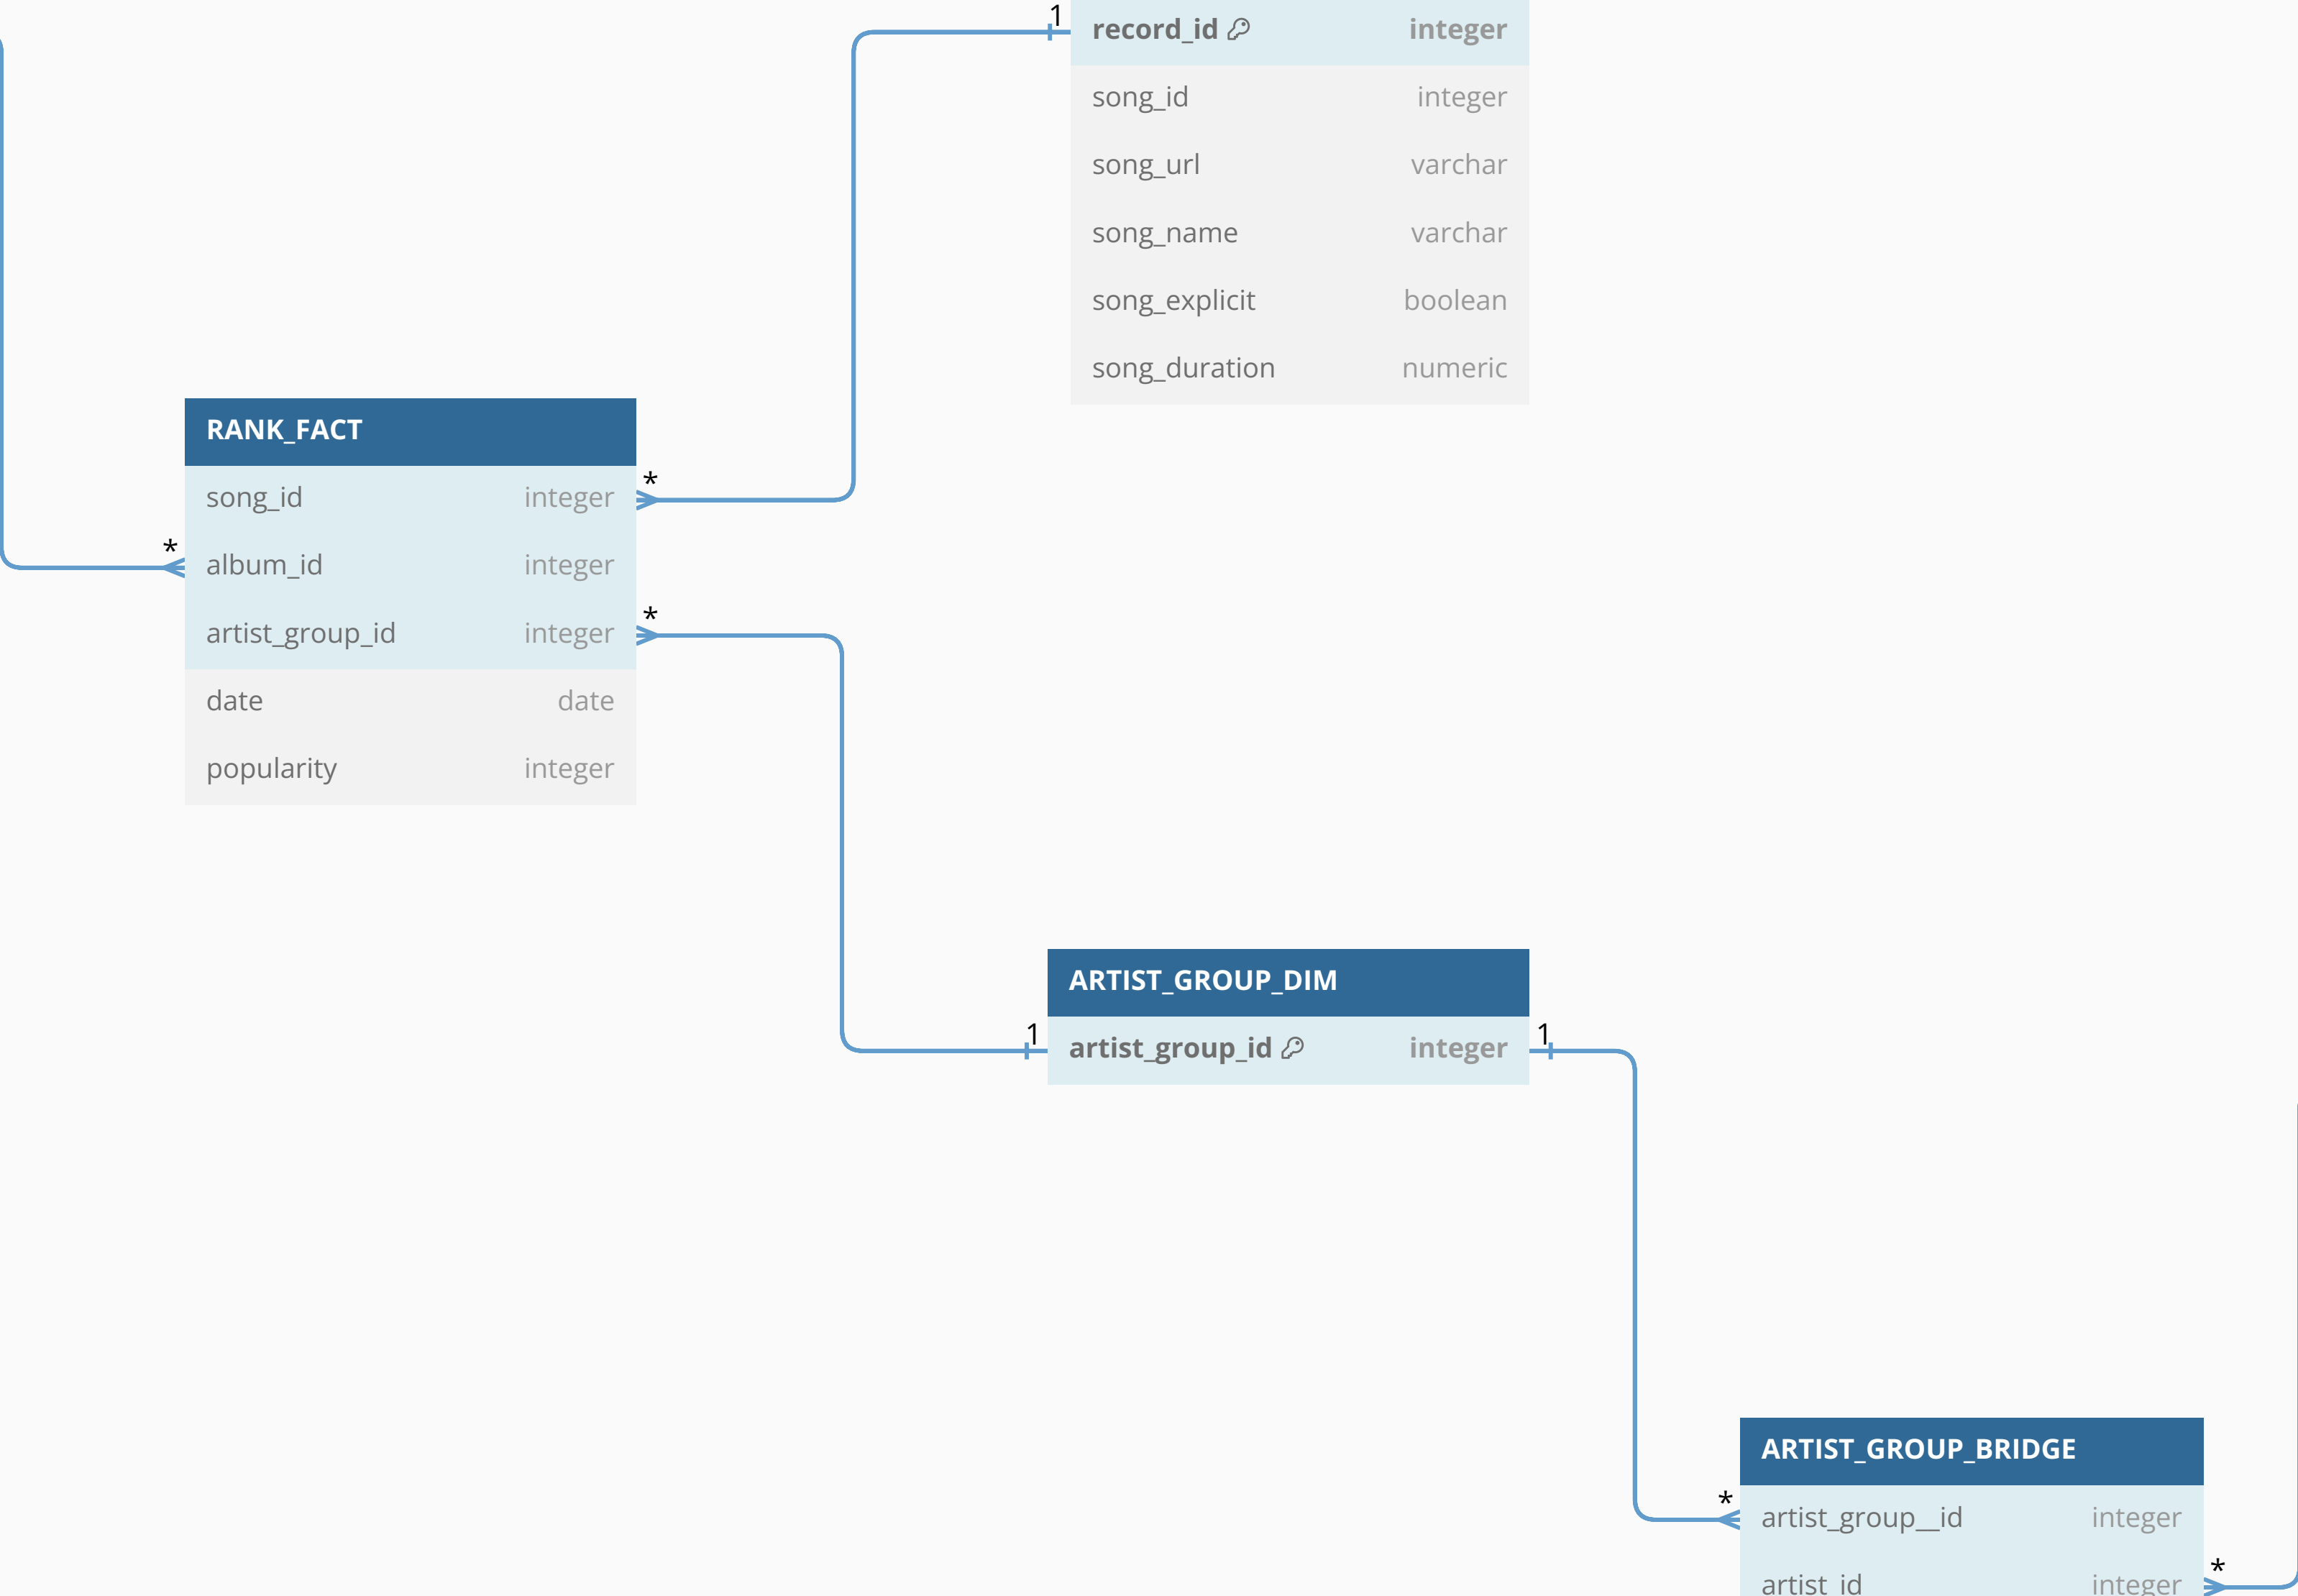 1
record_id integer
song_id integer
song_url varchar
song_name varchar
song_explicit boolean
song_duration numeric
RANK_FACT
song_id integer *
* album_id integer
artist_group_id integer *
date date
popularity integer
ARTIST_GROUP_DIM
1 artist_group_id integer 1
ARTIST_GROUP_BRIDGE
* artist_group__id integer
artist_id integer *